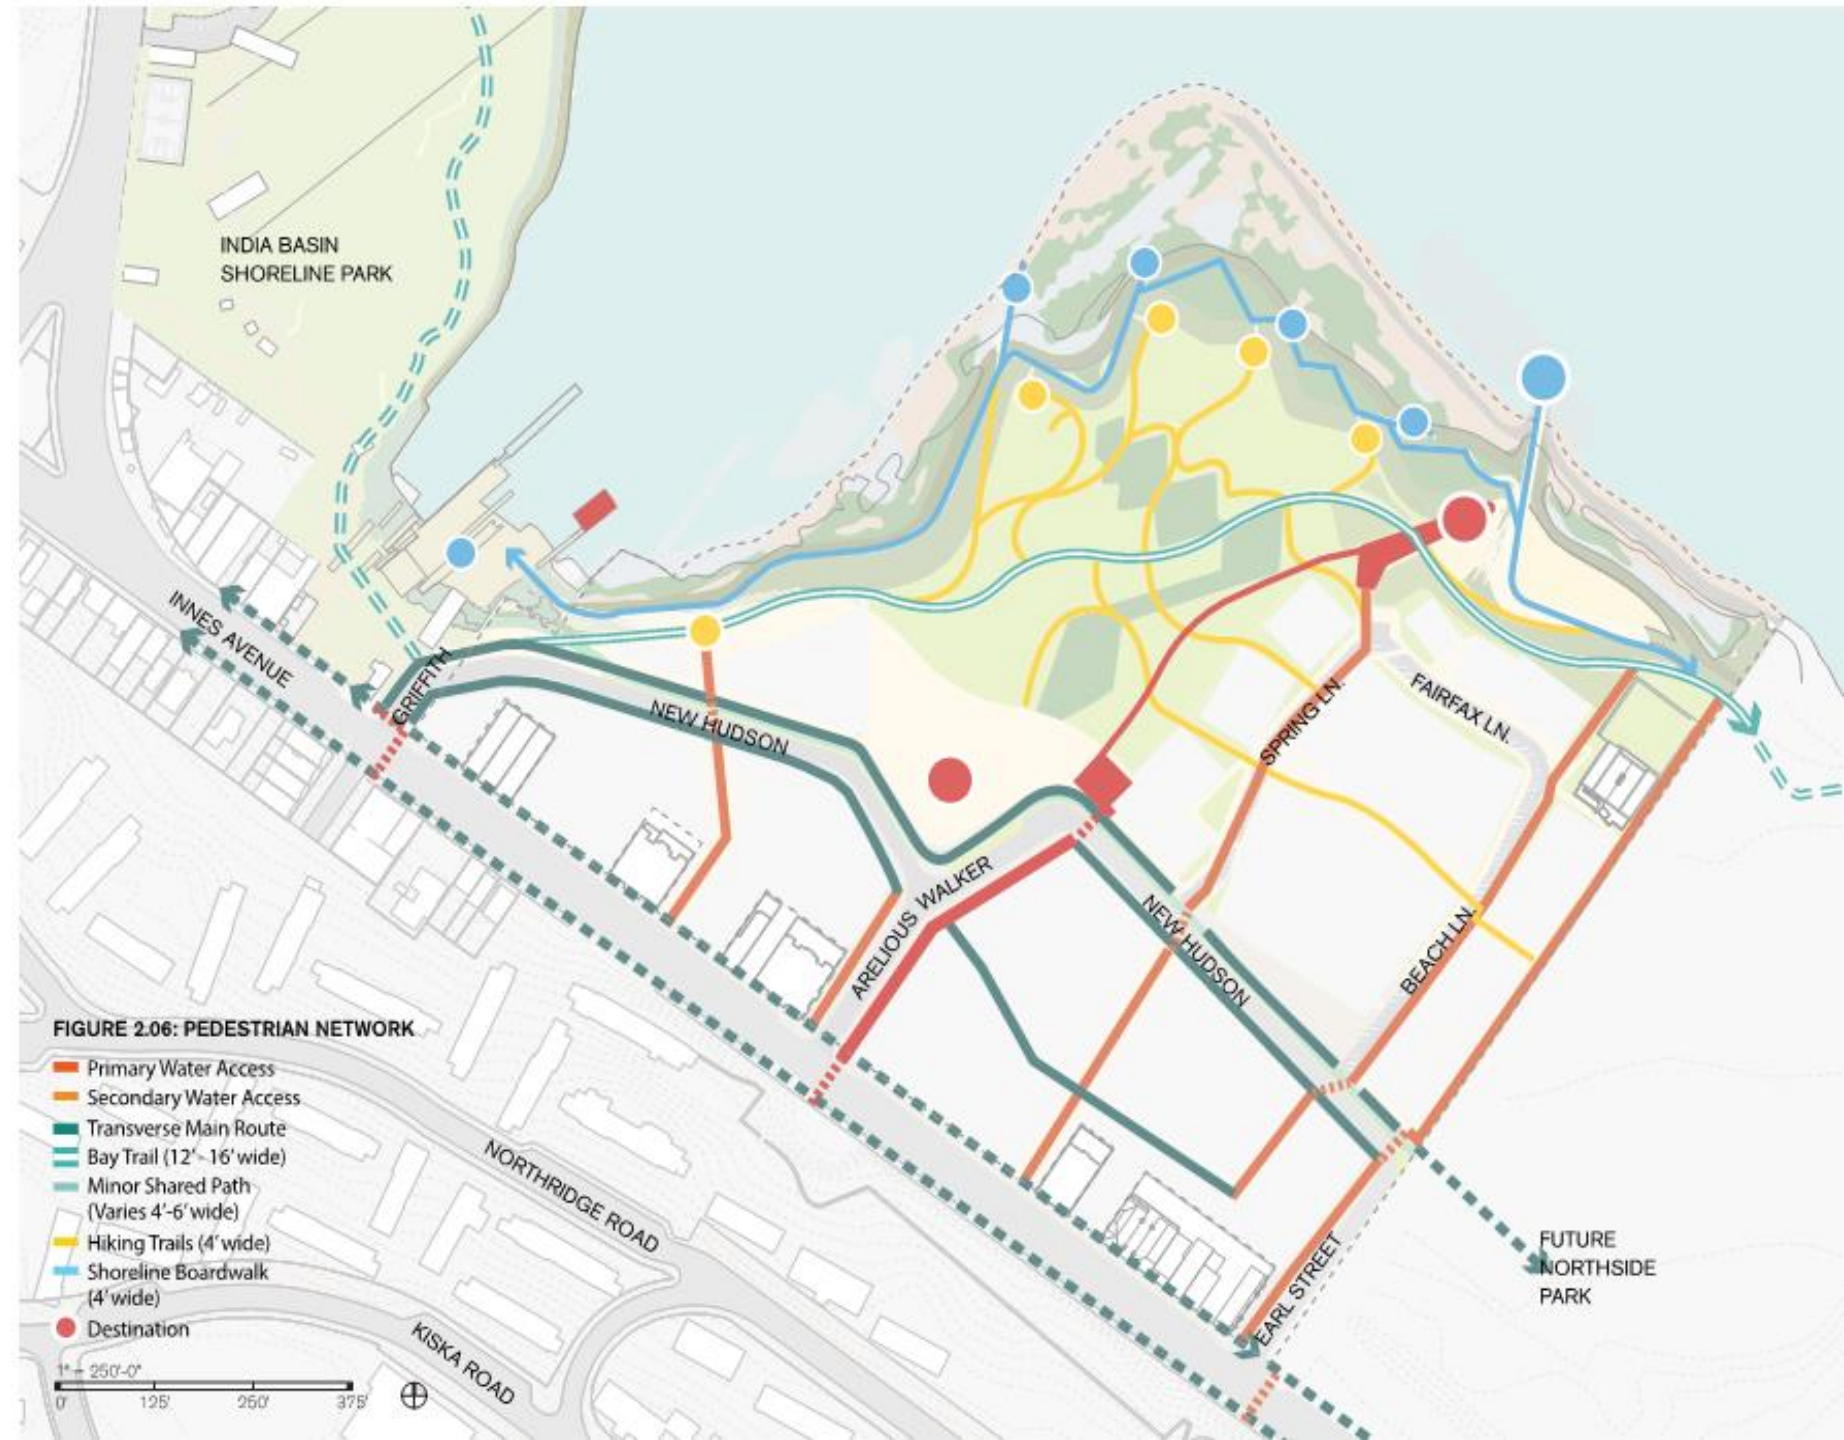 INDIA BASIN
SHORELINE PARK
INNES AVENUE
GRIFFITH
NEW HUDSON
SPRING LN.
FAIRFAX LN.
ARELIOUS WALKER
NEW HUDSON
BEACH LN.
FIGURE 2.06: PEDESTRIAN NETWORK
Primary Water Access
Secondary Water Access
Transverse Main Route
Bay Trail (12' - 16' wide)
Minor Shared Path
(Varies 4'-6' wide)
Hiking Trails (4' wide)
Shoreline Boardwalk
(4' wide)
Destination
1" = 250'-0"
0' 125' 250' 375'
NORTHRIDGE ROAD
KISKA ROAD
EARL STREET
FUTURE
NORTHSIDE
PARK